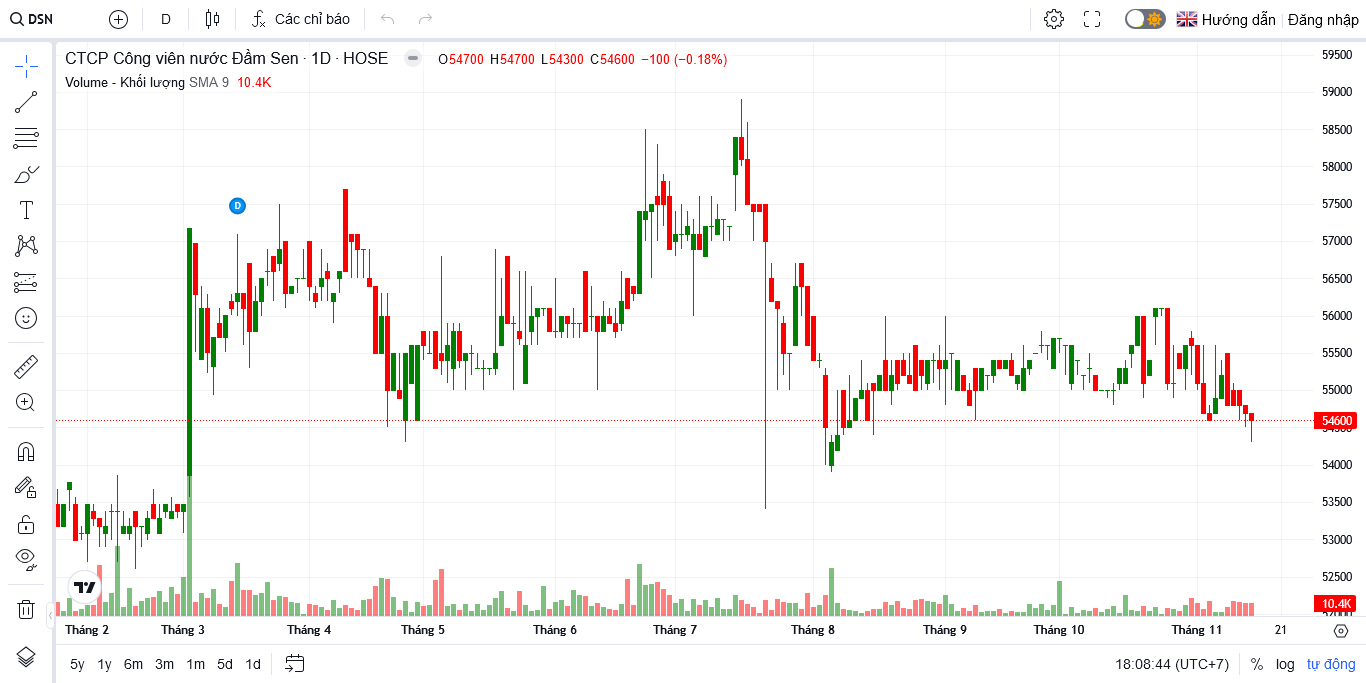 DSN D Các chỉ báo Hướng dẫn Đăng nhập
CTCP Công viên nước Đầm Sen · 1D · HOSE O54700 H54700 L54300 C54600 −100 (−0.18%)
Volume - Khối lượng SMA 9 10.4K
D
59500
59000
58500
58000
57500
57000
56500
56000
55500
55000
54600
54000
53500
53000
52500
10.4K
Tháng 2 Tháng 3 Tháng 4 Tháng 5 Tháng 6 Tháng 7 Tháng 8 Tháng 9 Tháng 10 Tháng 11 21
5y 1y 6m 3m 1m 5d 1d 18:08:44 (UTC+7) % log tự động